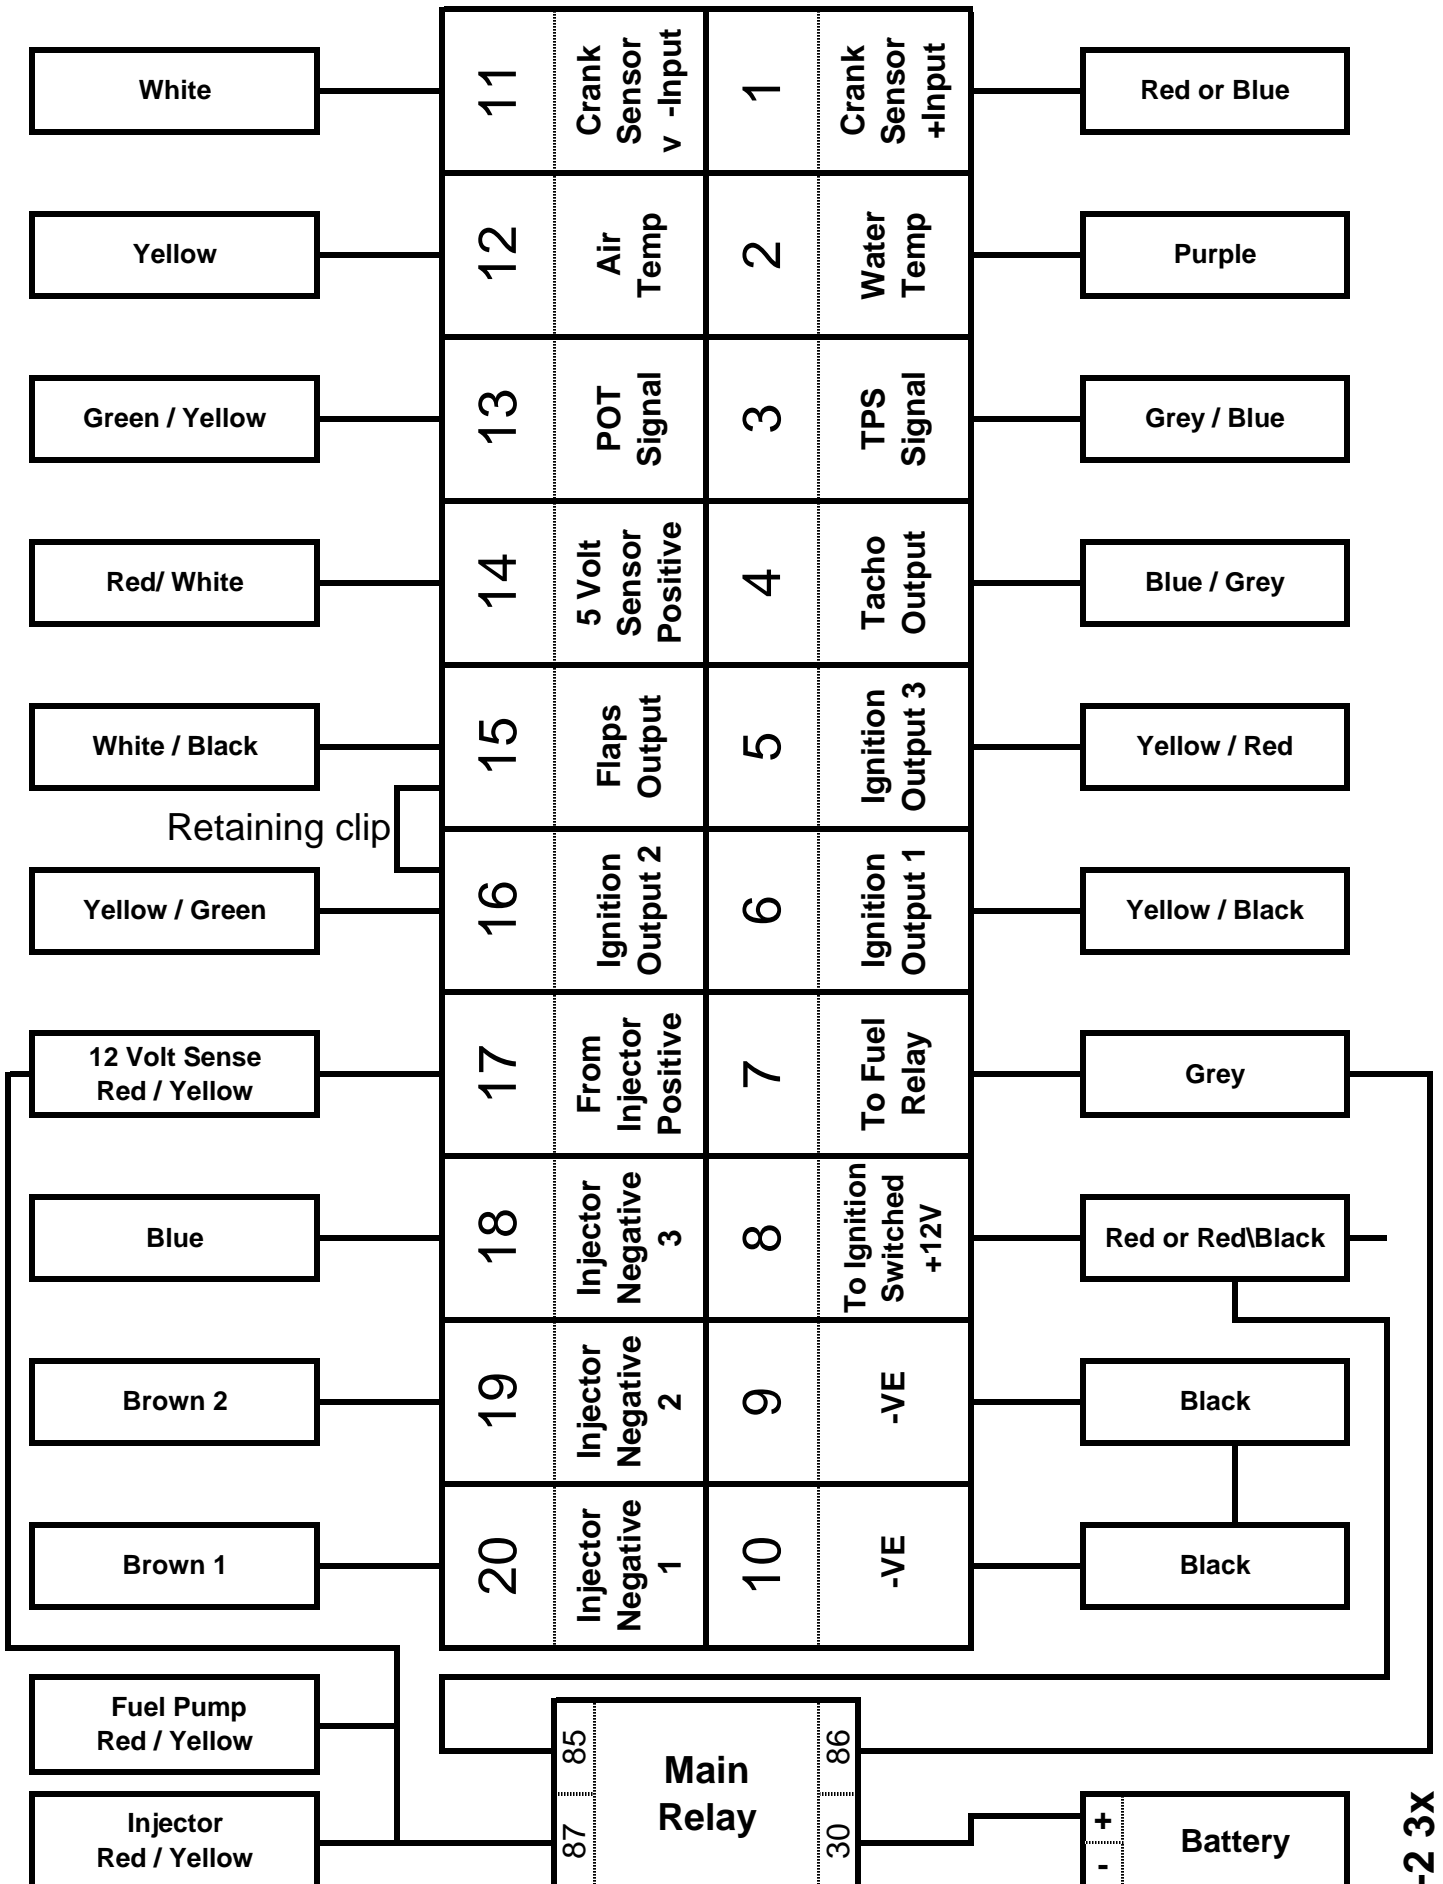 White
11
Crank
Sensor
v -Input
1
Crank
Sensor
+Input
Red or Blue
Yellow
12
Air
Temp
2
Water
Temp
Purple
Green / Yellow
13
POT
Signal
3
TPS
Signal
Grey / Blue
Red/ White
14
5 Volt
Sensor
Positive
4
Tacho
Output
Blue / Grey
White / Black
15
Flaps
Output
5
Ignition
Output 3
Yellow / Red
Retaining clip
Yellow / Green
16
Ignition
Output 2
6
Ignition
Output 1
Yellow / Black
12 Volt Sense
Red / Yellow
17
From
Injector
Positive
7
To Fuel
Relay
Grey
Blue
18
Injector
Negative
3
8
To Ignition
Switched
+12V
Red or Red\Black
Brown 2
19
Injector
Negative
2
9
-VE
Black
Brown 1
20
Injector
Negative
1
10
-VE
Black
Fuel Pump
Red / Yellow
Injector
Red / Yellow
85
87
Main
Relay
86
30
+
-
Battery
-2 3x